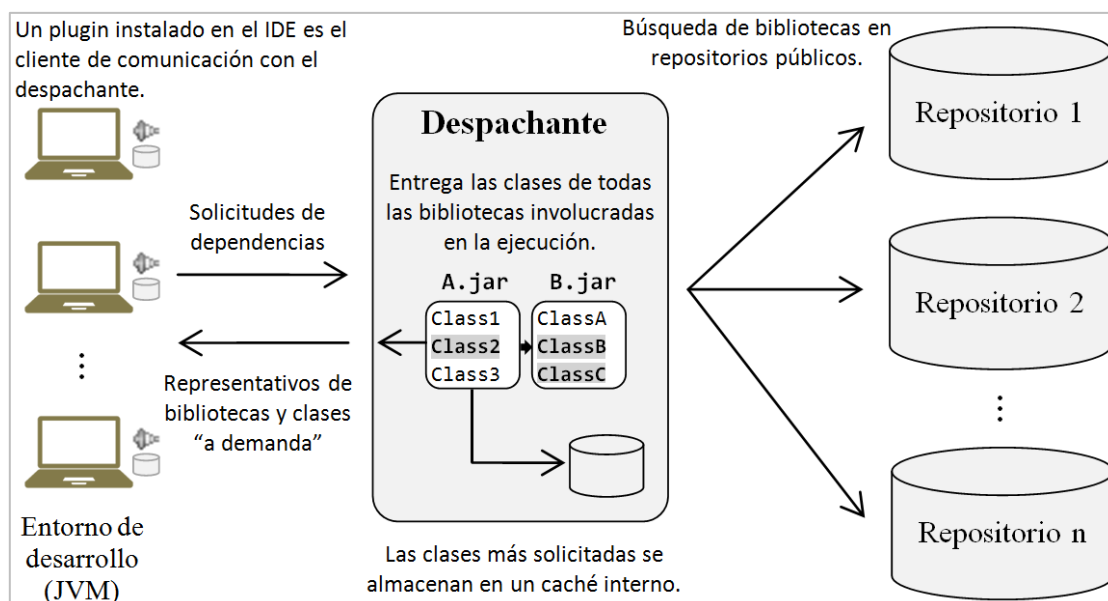 Un plugin instalado en el IDE es el
cliente de comunicación con el
despachante.
Solicitudes de
dependencias
Representativos de
bibliotecas y clases
“a demanda”
Entorno de
desarrollo
(JVM)
Despachante
Entrega las clases de todas
las bibliotecas involucradas
en la ejecución.
A.jar
B.jar
Class1
Class2
Class3
ClassA
ClassB
ClassC
Las clases más solicitadas se
almacenan en un caché interno.
Búsqueda de bibliotecas en
repositorios públicos.
Repositorio 1
Repositorio 2
Repositorio n